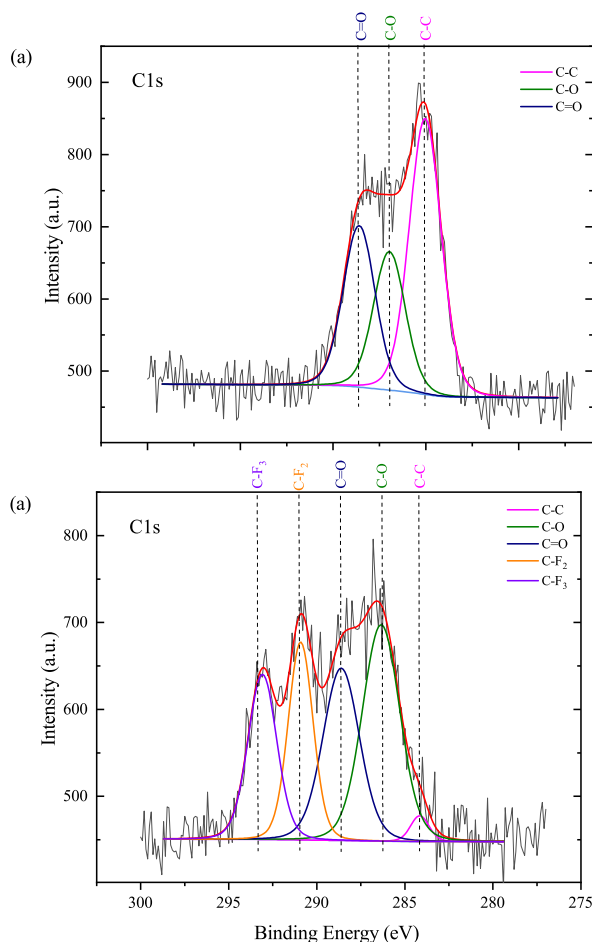 C=O
C-O
C-C
(a)
C1s
C-C
C-O
C=O
900
800
700
600
500
Intensity (a.u.)
C-F₃
C-F₂
C=O
C-O
C-C
(a)
C1s
C-C
C-O
C=O
C-F₂
C-F₃
800
700
600
450
Intensity (a.u.)
300
295
290
285
280
275
Binding Energy (eV)